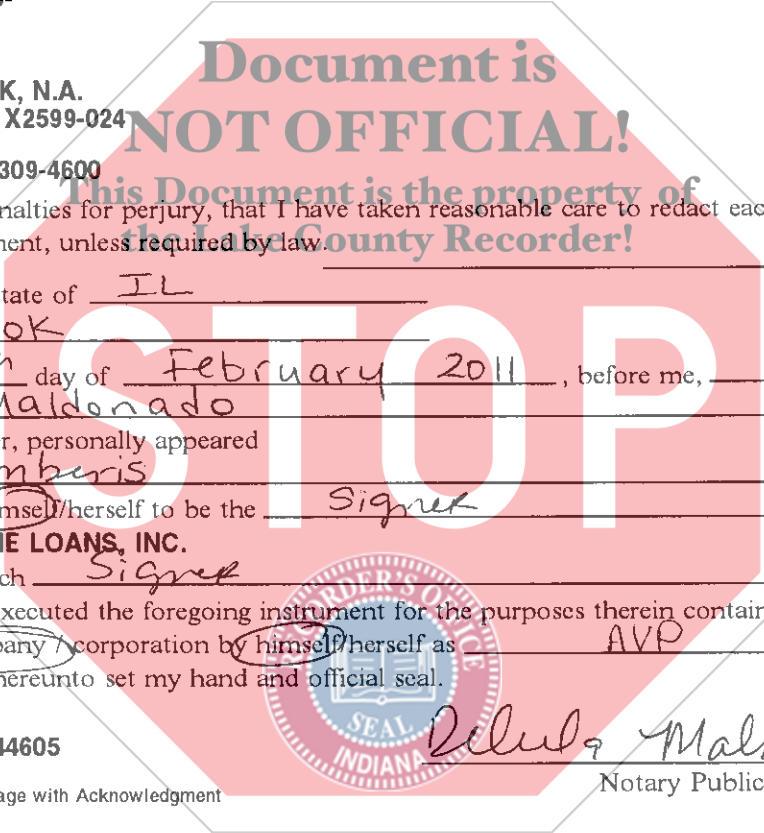 Document is
K, N.A.
X2599-024
NOT OFFICIAL!
309-4600
This Document is the property of
nalties for perjury, that I have taken reasonable care to redact eac
the Lake County Recorder!
nent, unless required by law.
tate of IL
ok
day of February 2011, before me,
Maldonado
r, personally appeared
mberis
mself/herself to be the Signer
STOP
E LOANS, INC.
ch Signer
xecuted the foregoing instrument for the purposes therein contain
pany / corporation by himself/herself as AVP
hereunto set my hand and official seal.
RECORDER'S OFFICE
SEAL
INDIANA
44605
Notary Public
age with Acknowledgment